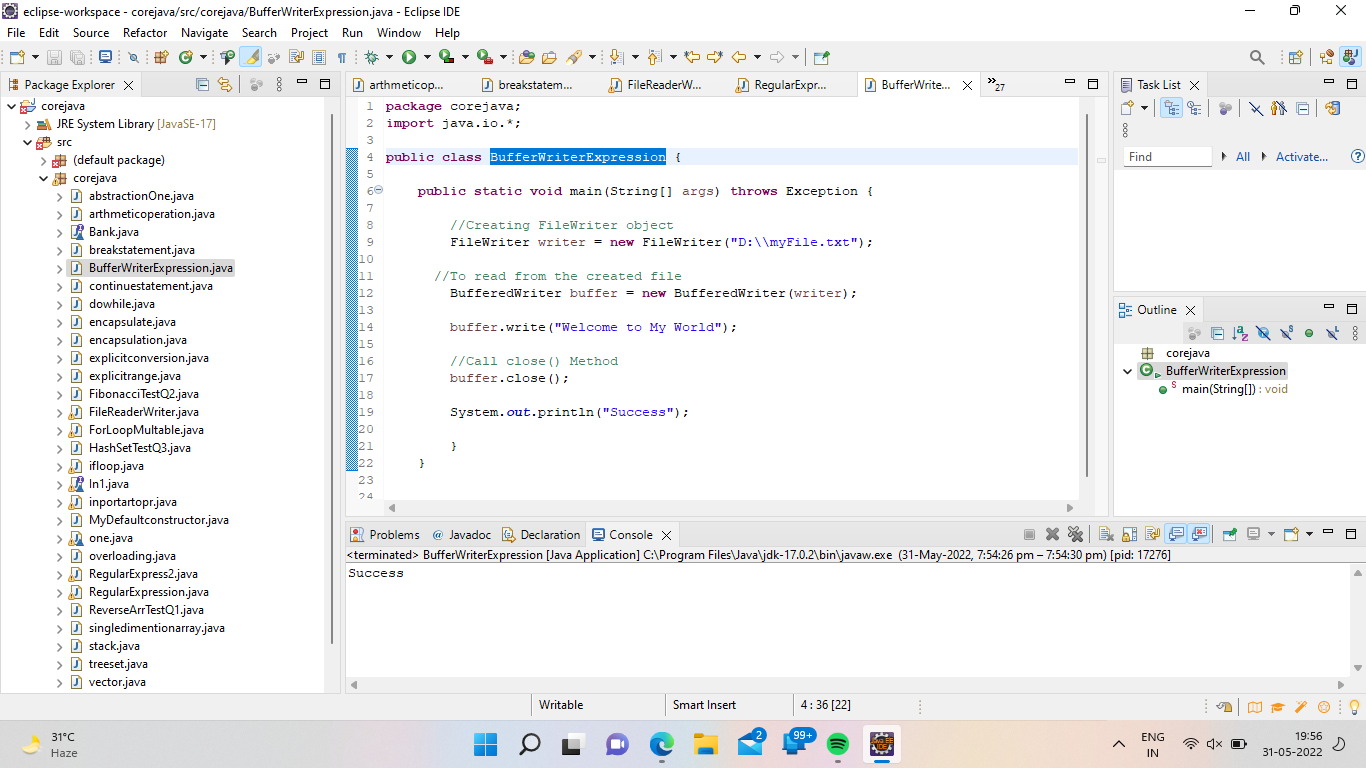 eclipse-workspace - corejava/src/corejava/BufferWriterExpression.java - Eclipse IDE
File Edit Source Refactor Navigate Search Project Run Window Help
Package Explorer
corejava
JRE System Library [JavaSE-17]
src
(default package)
corejava
abstractionOne.java
arthmeticoperation.java
Bank.java
breakstatement.java
BufferWriterExpression.java
continuestatement.java
dowhile.java
encapsulate.java
encapsulation.java
explicitconversion.java
explicitrange.java
FibonacciTestQ2.java
FileReaderWriter.java
ForLoopMultable.java
HashSetTestQ3.java
ifloop.java
In1.java
inportartopr.java
MyDefaultconstructor.java
one.java
overloading.java
RegularExpress2.java
RegularExpression.java
ReverseArrTestQ1.java
singledimentionarray.java
stack.java
treeset.java
vector.java
arthmeticop... breakstatem... FileReaderW... RegularExpr... BufferWrite... »27
1 package corejava;
2 import java.io.*;
3
4 public class BufferWriterExpression {
5
6 public static void main(String[] args) throws Exception {
7
8 //Creating FileWriter object
9 FileWriter writer = new FileWriter("D:\\myFile.txt");
10
11 //To read from the created file
12 BufferedWriter buffer = new BufferedWriter(writer);
13
14 buffer.write("Welcome to My World");
15
16 //Call close() Method
17 buffer.close();
18
19 System.out.println("Success");
20
21 }
22 }
23
24
Task List
Find All Activate...
Outline
corejava
BufferWriterExpression
main(String[]) : void
Problems Javadoc Declaration Console
<terminated> BufferWriterExpression [Java Application] C:\Program Files\Java\jdk-17.0.2\bin\javaw.exe (31-May-2022, 7:54:26 pm – 7:54:30 pm) [pid: 17276]
Success
Writable Smart Insert 4 : 36 [22]
31°C
Haze
2
99+
Java EE
IDE
ENG
IN
19:56
31-05-2022